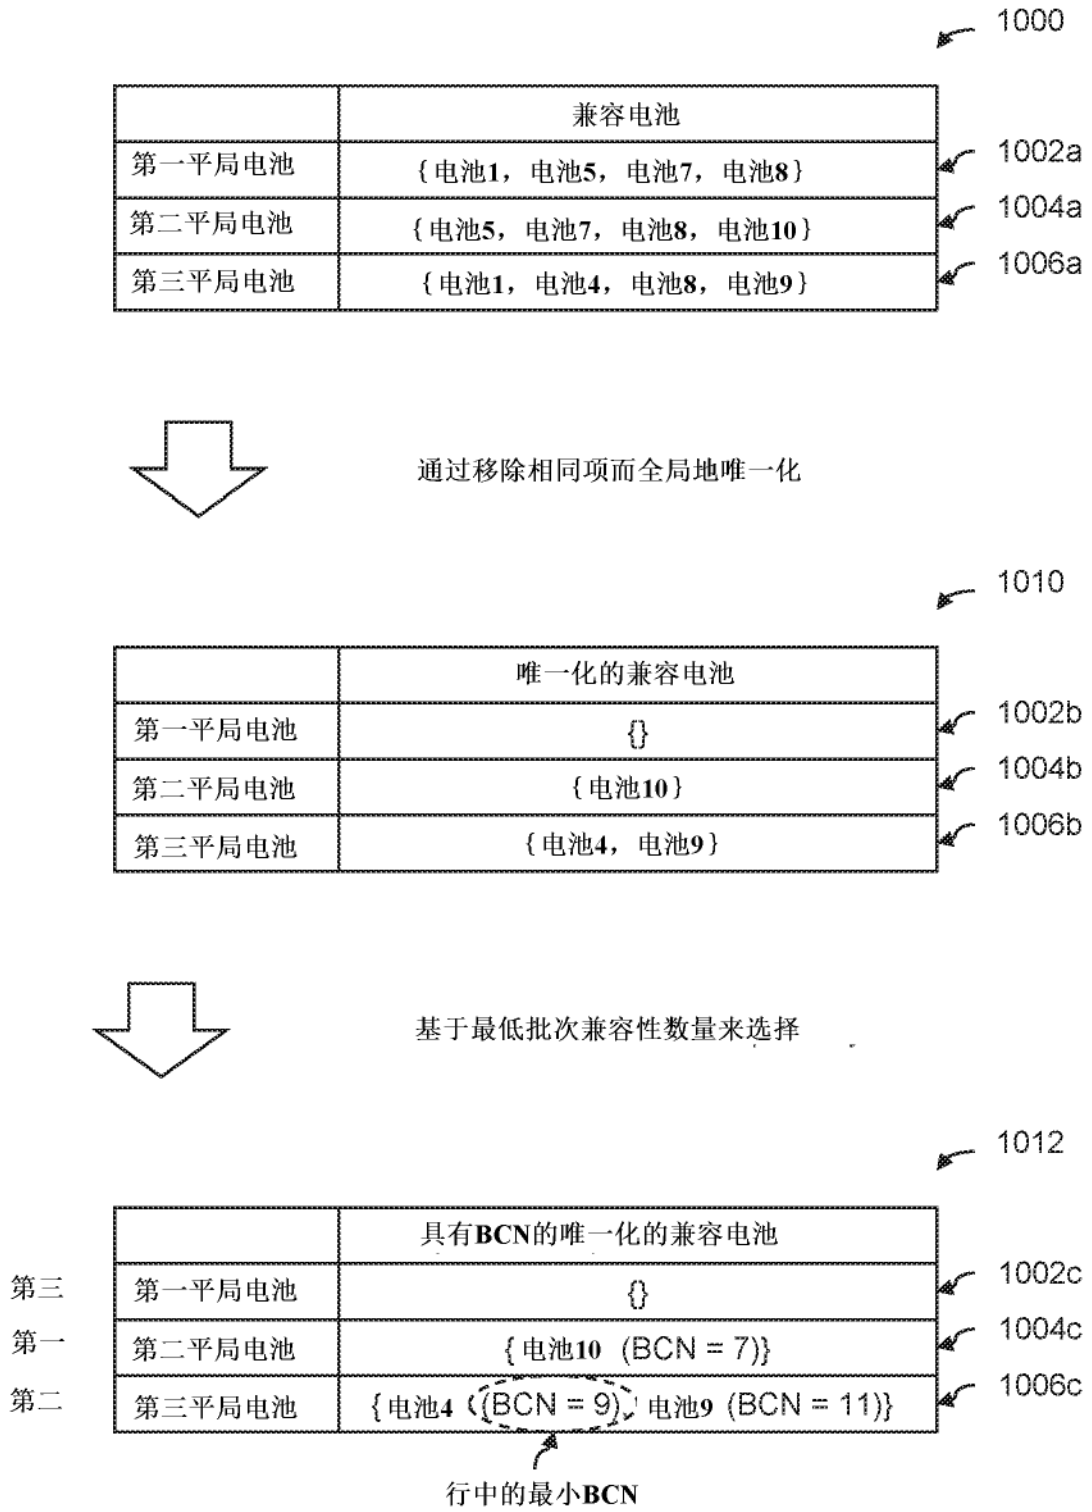 1000
兼容电池
第一平局电池 {电池1，电池5，电池7，电池8} 1002a
第二平局电池 {电池5，电池7，电池8，电池10} 1004a
第三平局电池 {电池1，电池4，电池8，电池9} 1006a
通过移除相同项而全局地唯一化
1010
唯一化的兼容电池
第一平局电池 {} 1002b
第二平局电池 {电池10} 1004b
第三平局电池 {电池4，电池9} 1006b
基于最低批次兼容性数量来选择
1012
具有BCN的唯一化的兼容电池
第三 第一平局电池 {} 1002c
第一 第二平局电池 {电池10 (BCN = 7)} 1004c
第二 第三平局电池 {电池4 (BCN = 9), 电池9 (BCN = 11)} 1006c
行中的最小BCN